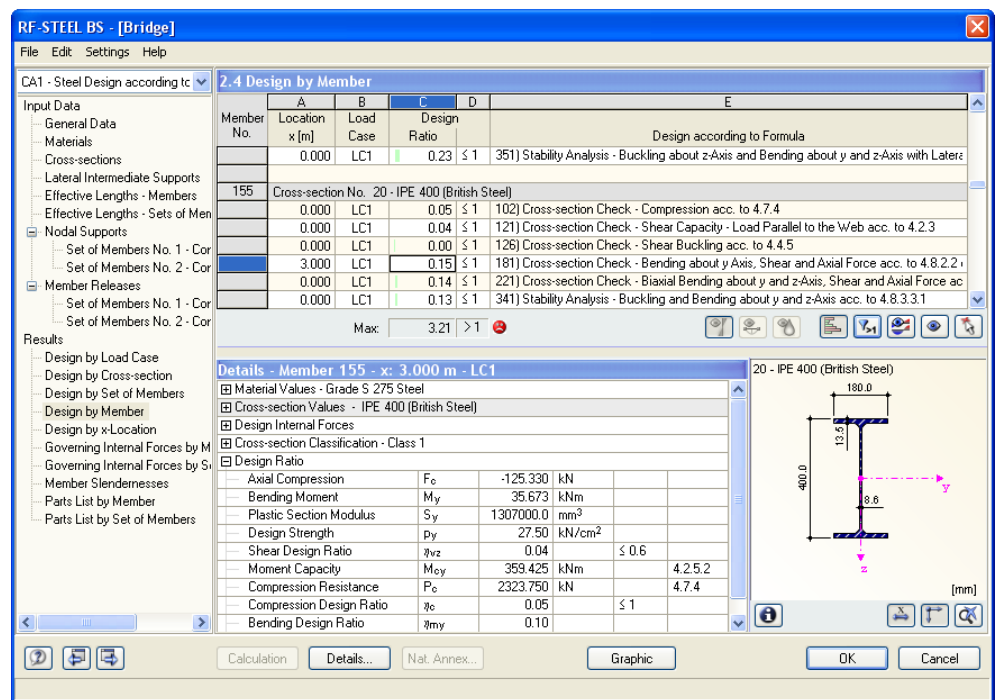 RF-STEEL BS - [Bridge]
File Edit Settings Help
CA1 - Steel Design according tc
Input Data
General Data
Materials
Cross-sections
Lateral Intermediate Supports
Effective Lengths - Members
Effective Lengths - Sets of Men
Nodal Supports
Set of Members No. 1 - Cor
Set of Members No. 2 - Cor
Member Releases
Set of Members No. 1 - Cor
Set of Members No. 2 - Cor
Results
Design by Load Case
Design by Cross-section
Design by Set of Members
Design by Member
Design by x-Location
Governing Internal Forces by M
Governing Internal Forces by S
Member Slendernesses
Parts List by Member
Parts List by Set of Members
2.4 Design by Member
A B C D E
Member Location Load Design
No. x [m] Case Ratio Design according to Formula
0.000 LC1 0.23 ≤ 1 351) Stability Analysis - Buckling about z-Axis and Bending about y and z-Axis with Latera
155 Cross-section No. 20 - IPE 400 (British Steel)
0.000 LC1 0.05 ≤ 1 102) Cross-section Check - Compression acc. to 4.7.4
0.000 LC1 0.04 ≤ 1 121) Cross-section Check - Shear Capacity - Load Parallel to the Web acc. to 4.2.3
0.000 LC1 0.00 ≤ 1 126) Cross-section Check - Shear Buckling acc. to 4.4.5
3.000 LC1 0.15 ≤ 1 181) Cross-section Check - Bending about y Axis, Shear and Axial Force acc. to 4.8.2.2
0.000 LC1 0.14 ≤ 1 221) Cross-section Check - Biaxial Bending about y and z-Axis, Shear and Axial Force ac
0.000 LC1 0.13 ≤ 1 341) Stability Analysis - Buckling and Bending about y and z-Axis acc. to 4.8.3.3.1
Max: 3.21 > 1
Details - Member 155 - x: 3.000 m - LC1
Material Values - Grade S 275 Steel
Cross-section Values - IPE 400 (British Steel)
Design Internal Forces
Cross-section Classification - Class 1
Design Ratio
Axial Compression Fc -125.330 kN
Bending Moment My 35.673 kNm
Plastic Section Modulus Sy 1307000.0 mm³
Design Strength py 27.50 kN/cm²
Shear Design Ratio ηvz 0.04 ≤ 0.6
Moment Capacity Mcy 359.425 kNm 4.2.5.2
Compression Resistance Pc 2323.750 kN 4.7.4
Compression Design Ratio ηc 0.05 ≤ 1
Bending Design Ratio ηmy 0.10
20 - IPE 400 (British Steel)
180.0
13.5
400.0
8.6
y
z
[mm]
Calculation Details... Nat. Annex... Graphic OK Cancel